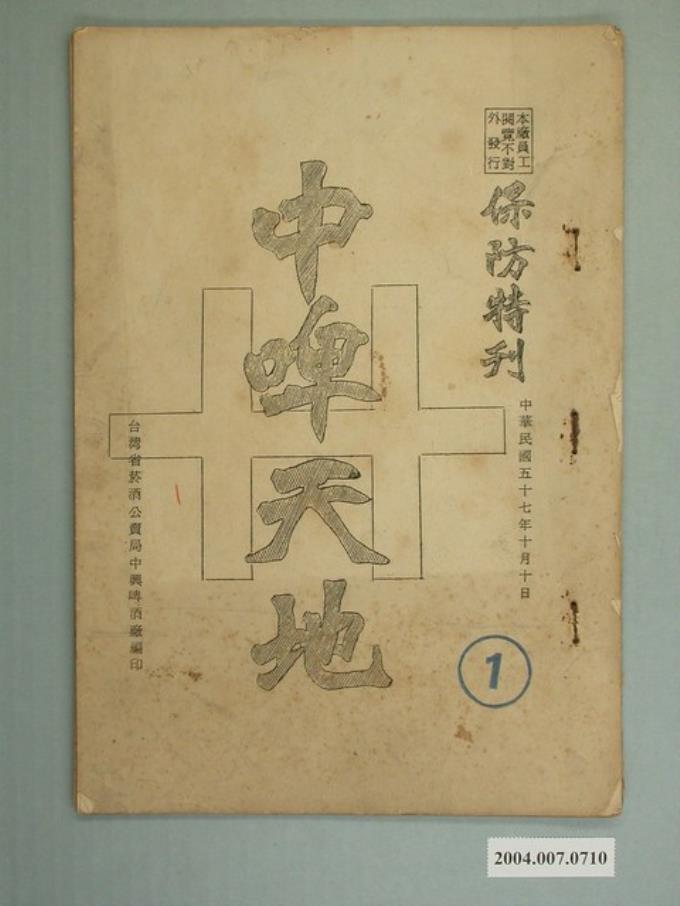 本廠員工
閱覽不對
外發行
保防特刊
中華民國五十七年十月十日
中啤天地
台灣省菸酒公賣局中興啤酒廠編印
1
2004.007.0710